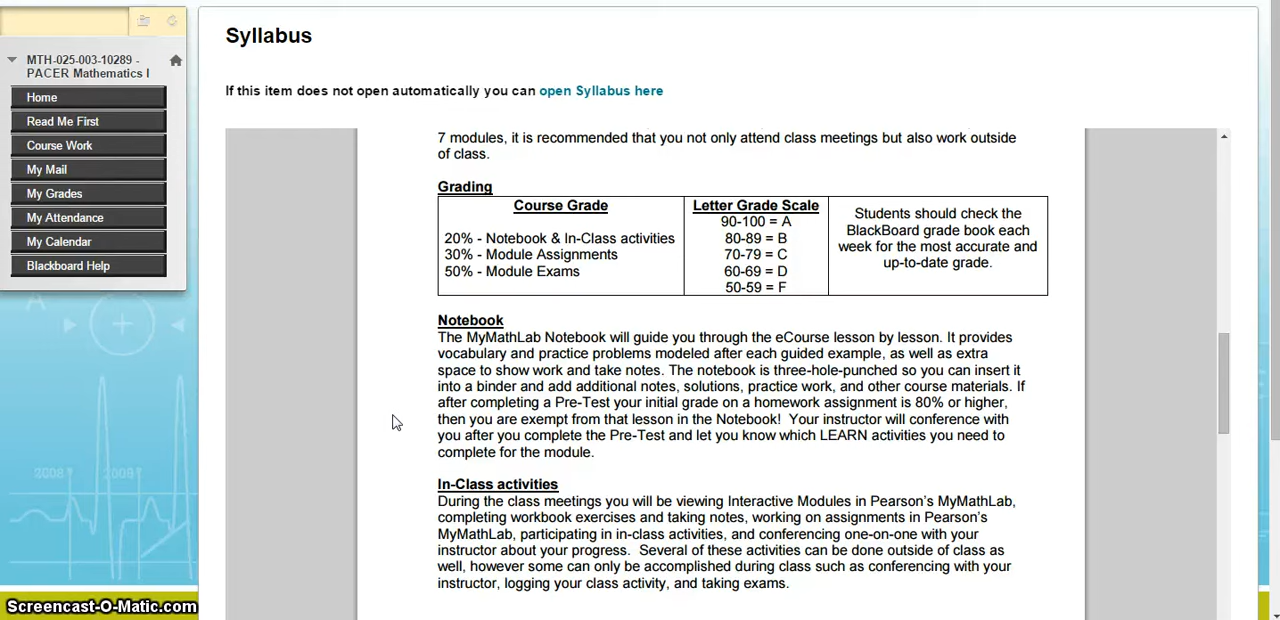 MTH-025-003-10289 -
PACER Mathematics I
Home
Read Me First
Course Work
My Mail
My Grades
My Attendance
My Calendar
Blackboard Help
Syllabus
If this item does not open automatically you can open Syllabus here
7 modules, it is recommended that you not only attend class meetings but also work outside
of class.
Grading
Course Grade
20% - Notebook & In-Class activities
30% - Module Assignments
50% - Module Exams
Letter Grade Scale
90-100 = A
80-89 = B
70-79 = C
60-69 = D
50-59 = F
Students should check the
BlackBoard grade book each
week for the most accurate and
up-to-date grade.
Notebook
The MyMathLab Notebook will guide you through the eCourse lesson by lesson. It provides
vocabulary and practice problems modeled after each guided example, as well as extra
space to show work and take notes. The notebook is three-hole-punched so you can insert it
into a binder and add additional notes, solutions, practice work, and other course materials. If
after completing a Pre-Test your initial grade on a homework assignment is 80% or higher,
then you are exempt from that lesson in the Notebook! Your instructor will conference with
you after you complete the Pre-Test and let you know which LEARN activities you need to
complete for the module.
In-Class activities
During the class meetings you will be viewing Interactive Modules in Pearson's MyMathLab,
completing workbook exercises and taking notes, working on assignments in Pearson's
MyMathLab, participating in in-class activities, and conferencing one-on-one with your
instructor about your progress. Several of these activities can be done outside of class as
well, however some can only be accomplished during class such as conferencing with your
instructor, logging your class activity, and taking exams.
A
2008 2009
Screencast-O-Matic.com